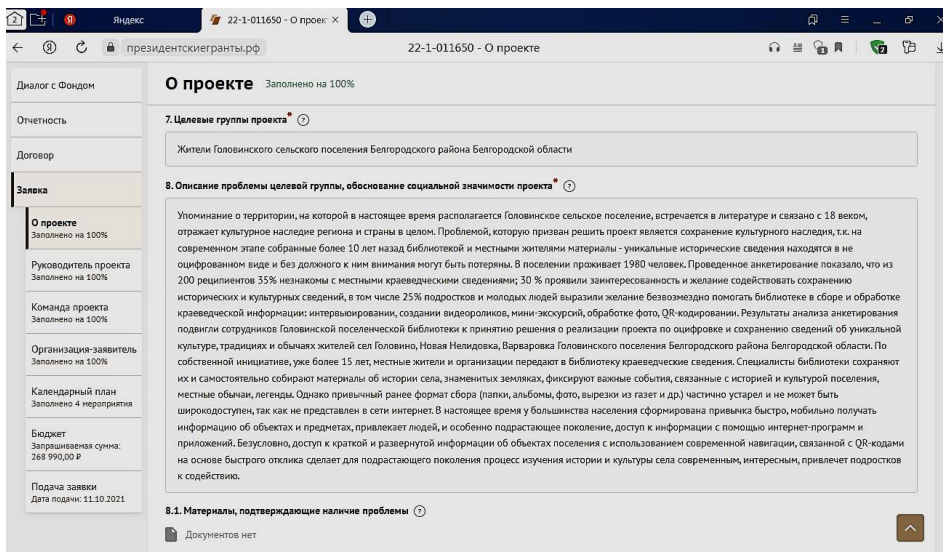 2
Я
Яндекс
22-1-011650 - О проек
Я
президентскиегранты.рф
22-1-011650 - О проекте
Диалог с Фондом
Отчетность
Договор
Заявка
О проекте
Заполнено на 100%
Руководитель проекта
Заполнено на 100%
Команда проекта
Заполнено на 100%
Организация-заявитель
Заполнено на 100%
Календарный план
Заполнено 4 мероприятия
Бюджет
Запрашиваемая сумма:
268 990,00 ₽
Подача заявки
Дата подачи: 11.10.2021
О проекте Заполнено на 100%
7. Целевые группы проекта* ?
Жители Головинского сельского поселения Белгородского района Белгородской области
8. Описание проблемы целевой группы, обоснование социальной значимости проекта* ?
Упоминание о территории, на которой в настоящее время располагается Головинское сельское поселение, встречается в литературе и связано с 18 веком,
отражает культурное наследие региона и страны в целом. Проблемой, которую призван решить проект является сохранение культурного наследия, т.к. на
современном этапе собранные более 10 лет назад библиотекой и местными жителями материалы - уникальные исторические сведения находятся в не
оцифрованном виде и без должного к ним внимания могут быть потеряны. В поселении проживает 1980 человек. Проведенное анкетирование показало, что из
200 реципиентов 35% незнакомы с местными краеведческими сведениями; 30 % проявили заинтересованность и желание содействовать сохранению
исторических и культурных сведений, в том числе 25% подростков и молодых людей выразили желание безвозмездно помогать библиотеке в сборе и обработке
краеведческой информации: интервьюировании, создании видеороликов, мини-экскурсий, обработке фото, QR-кодировании. Результаты анализа анкетирования
подвигли сотрудников Головинской поселенческой библиотеки к принятию решения о реализации проекта по оцифровке и сохранению сведений об уникальной
культуре, традициях и обычаях жителей сел Головино, Новая Нелидовка, Варваровка Головинского поселения Белгородского района Белгородской области. По
собственной инициативе, уже более 15 лет, местные жители и организации передают в библиотеку краеведческие сведения. Специалисты библиотеки сохраняют
их и самостоятельно собирают материалы об истории села, знаменитых земляках, фиксируют важные события, связанные с историей и культурой поселения,
местные обычаи, легенды. Однако привычный ранее формат сбора (папки, альбомы, фото, вырезки из газет и др.) частично устарел и не может быть
широкодоступен, так как не представлен в сети интернет. В настоящее время у большинства населения сформирована привычка быстро, мобильно получать
информацию об объектах и предметах, привлекает людей, и особенно подрастающее поколение, доступ к информации с помощью интернет-программ и
приложений. Безусловно, доступ к краткой и развернутой информации об объектах поселения с использованием современной навигации, связанной с QR-кодами
на основе быстрого отклика сделает для подрастающего поколения процесс изучения истории и культуры села современным, интересным, привлечет подростков
к содействию.
8.1. Материалы, подтверждающие наличие проблемы ?
Документов нет